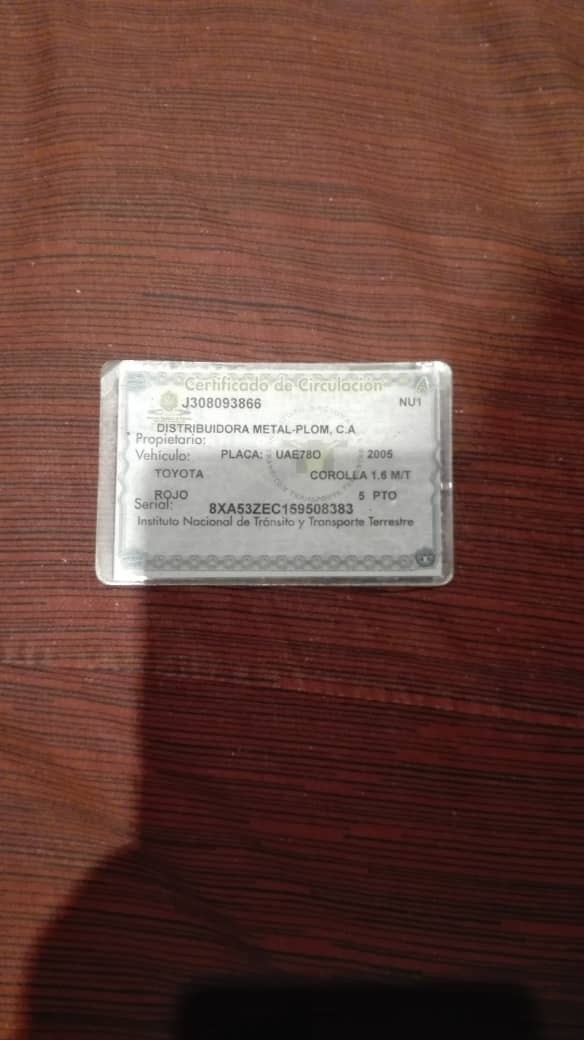 Certificado de Circulación
J308093866 NU1
DISTRIBUIDORA METAL-PLOM, C.A
Propietario:
Vehículo: PLACA: UAE78O 2005
TOYOTA COROLLA 1.6 M/T
ROJO 5 PTO
Serial: 8XA53ZEC159508383
Instituto Nacional de Tránsito y Transporte Terrestre